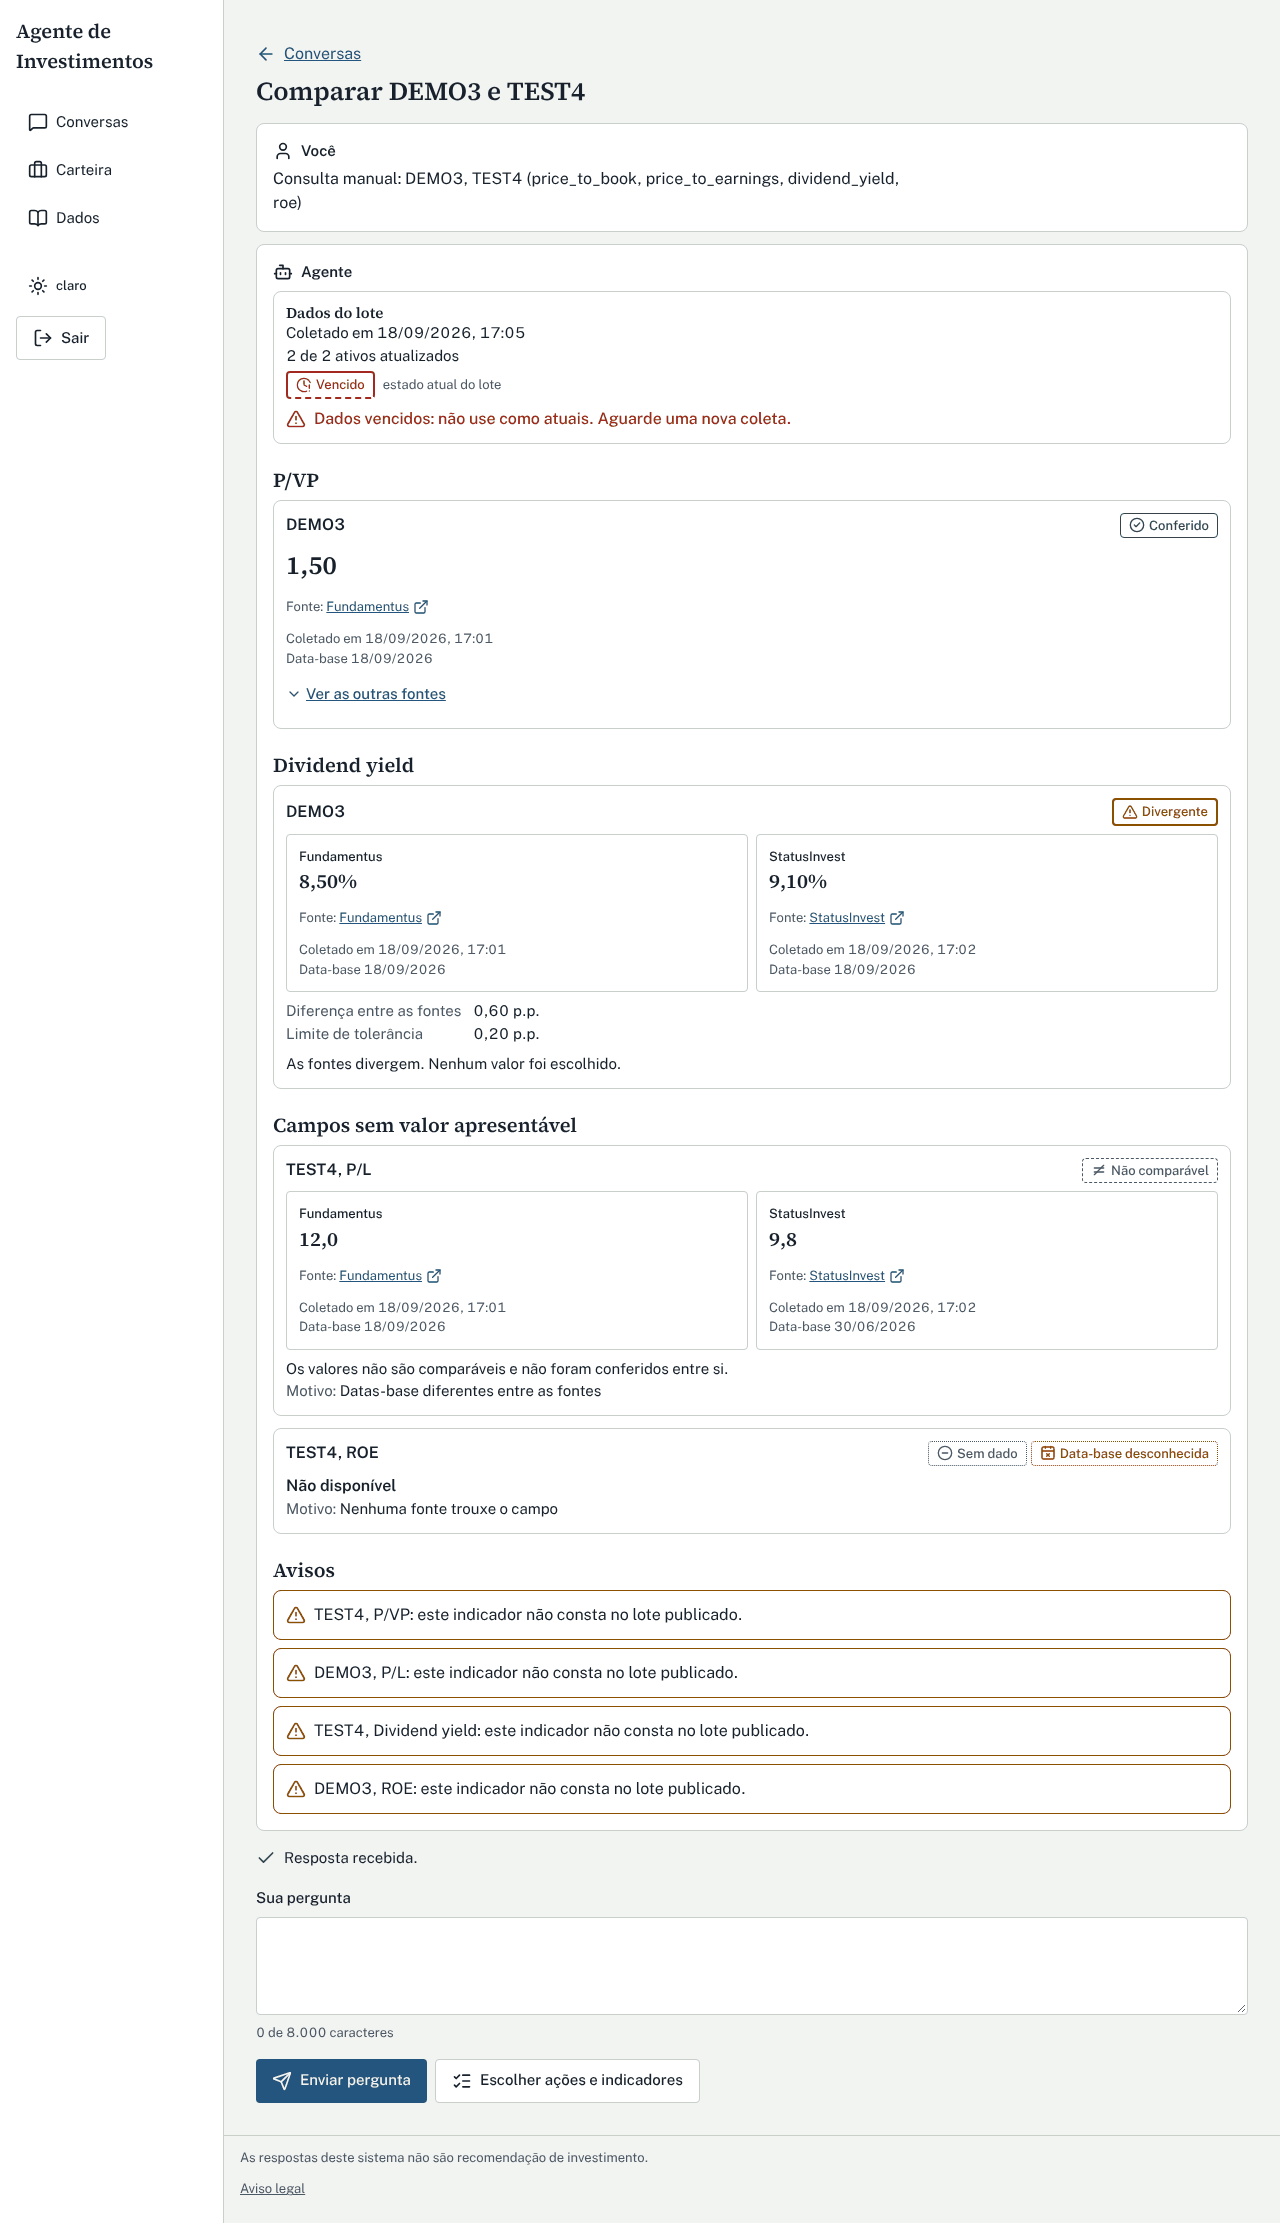 Agente de
Investimentos
Conversas
Carteira
Dados
claro
Sair
Conversas
Comparar DEMO3 e TEST4
Você
Consulta manual: DEMO3, TEST4 (price_to_book, price_to_earnings, dividend_yield,
roe)
Agente
Dados do lote
Coletado em 18/09/2026, 17:05
2 de 2 ativos atualizados
Vencido estado atual do lote
Dados vencidos: não use como atuais. Aguarde uma nova coleta.
P/VP
DEMO3 Conferido
1,50
Fonte: Fundamentus
Coletado em 18/09/2026, 17:01
Data-base 18/09/2026
Ver as outras fontes
Dividend yield
DEMO3 Divergente
Fundamentus
8,50%
Fonte: Fundamentus
Coletado em 18/09/2026, 17:01
Data-base 18/09/2026
StatusInvest
9,10%
Fonte: StatusInvest
Coletado em 18/09/2026, 17:02
Data-base 18/09/2026
Diferença entre as fontes 0,60 p.p.
Limite de tolerância 0,20 p.p.
As fontes divergem. Nenhum valor foi escolhido.
Campos sem valor apresentável
TEST4, P/L Não comparável
Fundamentus
12,0
Fonte: Fundamentus
Coletado em 18/09/2026, 17:01
Data-base 18/09/2026
StatusInvest
9,8
Fonte: StatusInvest
Coletado em 18/09/2026, 17:02
Data-base 30/06/2026
Os valores não são comparáveis e não foram conferidos entre si.
Motivo: Datas-base diferentes entre as fontes
TEST4, ROE Sem dado Data-base desconhecida
Não disponível
Motivo: Nenhuma fonte trouxe o campo
Avisos
TEST4, P/VP: este indicador não consta no lote publicado.
DEMO3, P/L: este indicador não consta no lote publicado.
TEST4, Dividend yield: este indicador não consta no lote publicado.
DEMO3, ROE: este indicador não consta no lote publicado.
Resposta recebida.
Sua pergunta
0 de 8.000 caracteres
Enviar pergunta
Escolher ações e indicadores
As respostas deste sistema não são recomendação de investimento.
Aviso legal